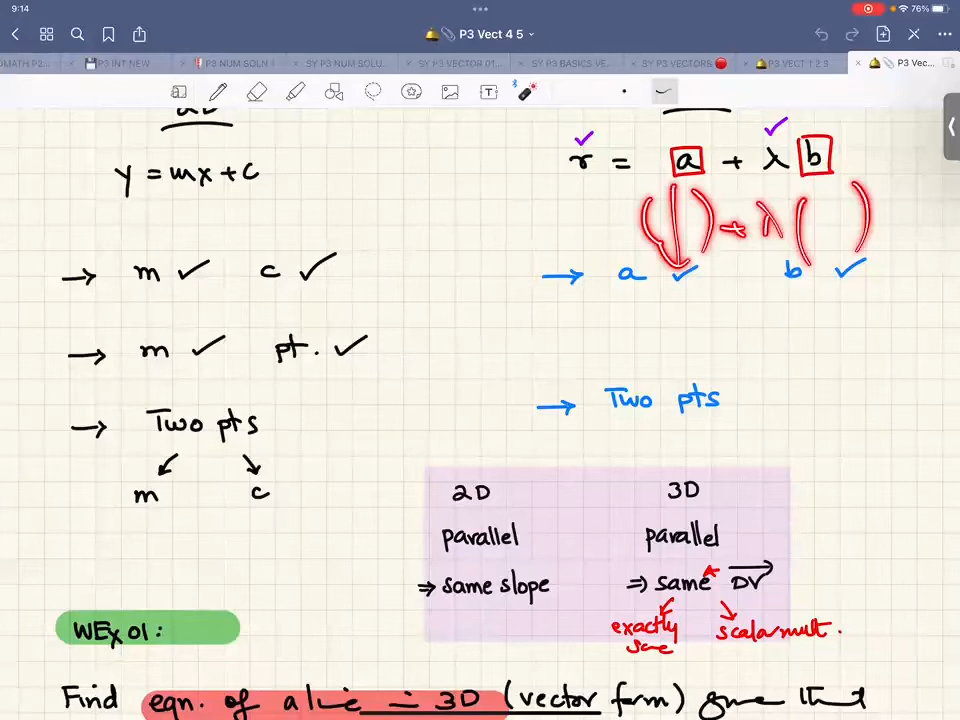 9:14
76%
P3 Vect 4 5
OMATH P2...
P3 INT NEW
P3 NUM SOLN
SY P3 NUM SOLU...
SY P3 VECTOR 01...
SY P3 BASICS VE...
SY P3 VECTORS
P3 VECT 1 2 3
P3 Vec...
y = mx + c
r = a + λ b
( ) + λ ( )
→ m ✓ c ✓
→ a ✓ b ✓
→ m ✓ pt. ✓
→ Two pts
→ Two pts
m c
2D 3D
parallel parallel
⇒ same slope ⇒ same* DV
exactly same scalar mult.
WEx 01:
Find eqn. of a line in 3D (vector form) given that